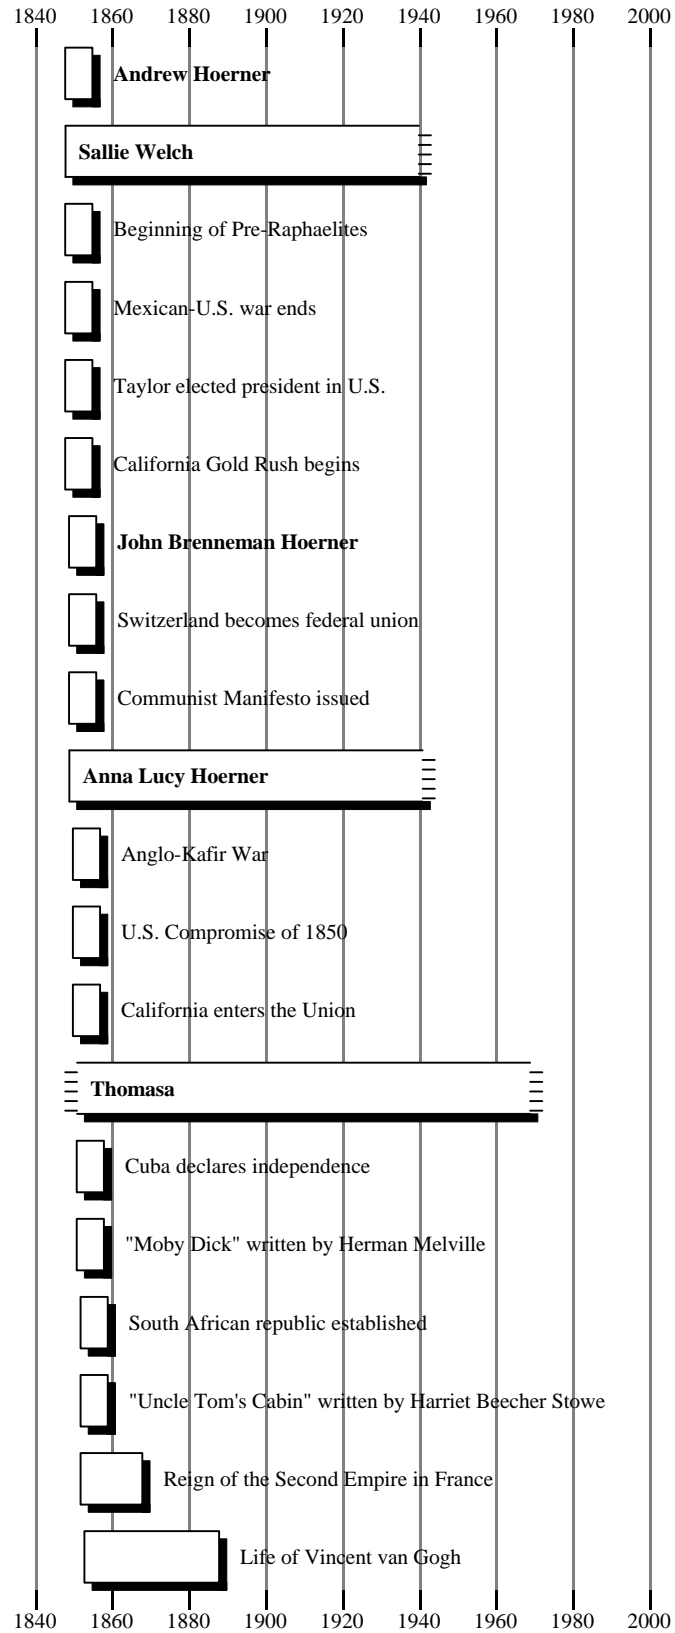 1840 1860 1880 1900 1920 1940 1960 1980 2000
Andrew Hoerner
Sallie Welch
Beginning of Pre-Raphaelites
Mexican-U.S. war ends
Taylor elected president in U.S.
California Gold Rush begins
John Brenneman Hoerner
Switzerland becomes federal union
Communist Manifesto issued
Anna Lucy Hoerner
Anglo-Kafir War
U.S. Compromise of 1850
California enters the Union
Thomasa
Cuba declares independence
"Moby Dick" written by Herman Melville
South African republic established
"Uncle Tom's Cabin" written by Harriet Beecher Stowe
Reign of the Second Empire in France
Life of Vincent van Gogh
1840 1860 1880 1900 1920 1940 1960 1980 2000